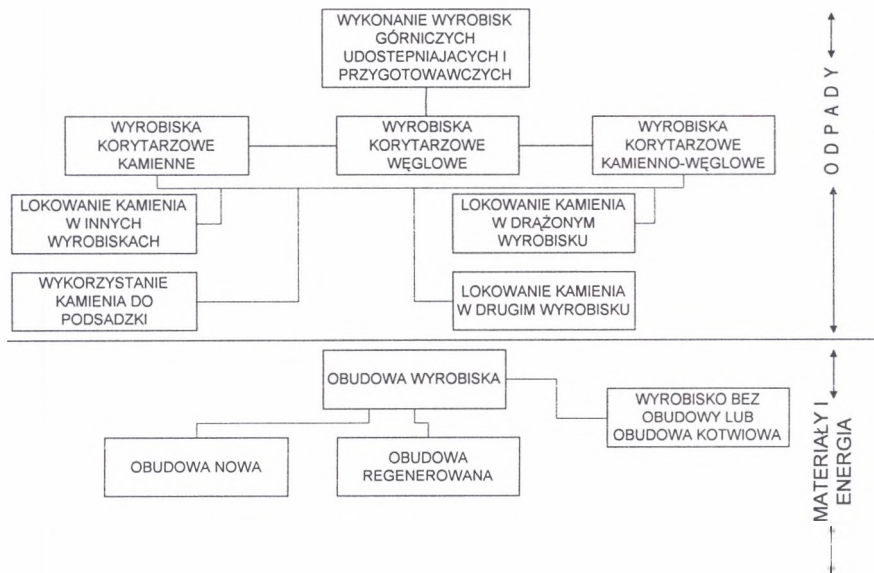 WYKONANIE WYROBISK
GÓRNICZYCH
UDOSTEPNIAJACYCH I
PRZYGOTOWAWCZYCH
WYROBISKA
KORYTARZOWE
KAMIENNE
WYROBISKA
KORYTARZOWE
WĘGLOWE
WYROBISKA
KORYTARZOWE
KAMIENNO-WĘGLOWE
ODPADY
LOKOWANIE KAMIENIA
W INNYCH
WYROBISKACH
LOKOWANIE KAMIENIA
W DRĄŻONYM
WYROBISKU
WYKORZYSTANIE
KAMIENIA DO
PODSADZKI
LOKOWANIE KAMIENIA
W DRUGIM WYROBISKU
OBUDOWA WYROBISKA
WYROBISKO BEZ
OBUDOWY LUB
OBUDOWA KOTWIOWA
OBUDOWA NOWA
OBUDOWA
REGENEROWANA
MATERIAŁY I
ENERGIA